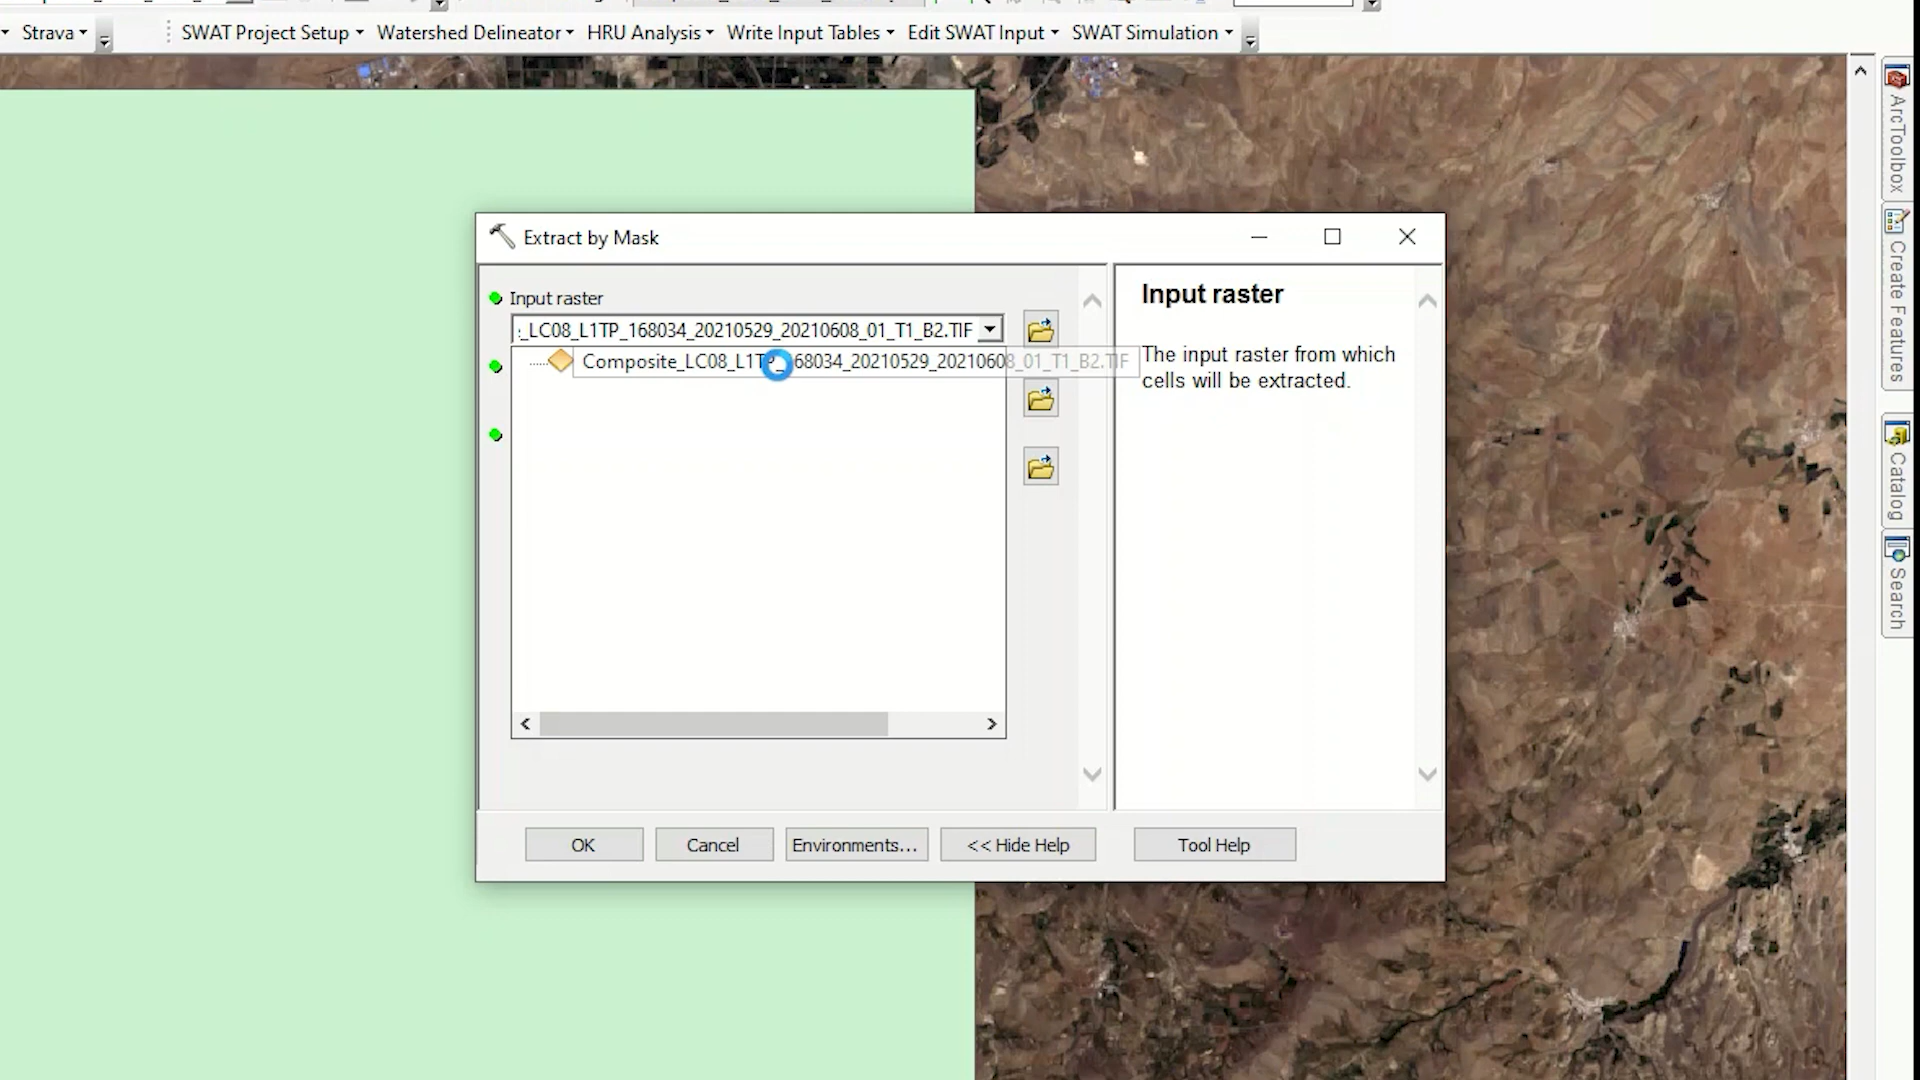 Strava
SWAT Project Setup
Watershed Delineator
HRU Analysis
Write Input Tables
Edit SWAT Input
SWAT Simulation
Extract by Mask
Input raster
_LC08_L1TP_168034_20210529_20210608_01_T1_B2.TIF
Composite_LC08_L1TP_168034_20210529_20210608_01_T1_B2.TIF
Input raster
The input raster from which
cells will be extracted.
OK
Cancel
Environments...
<< Hide Help
Tool Help
ArcToolbox
Create Features
Catalog
Search